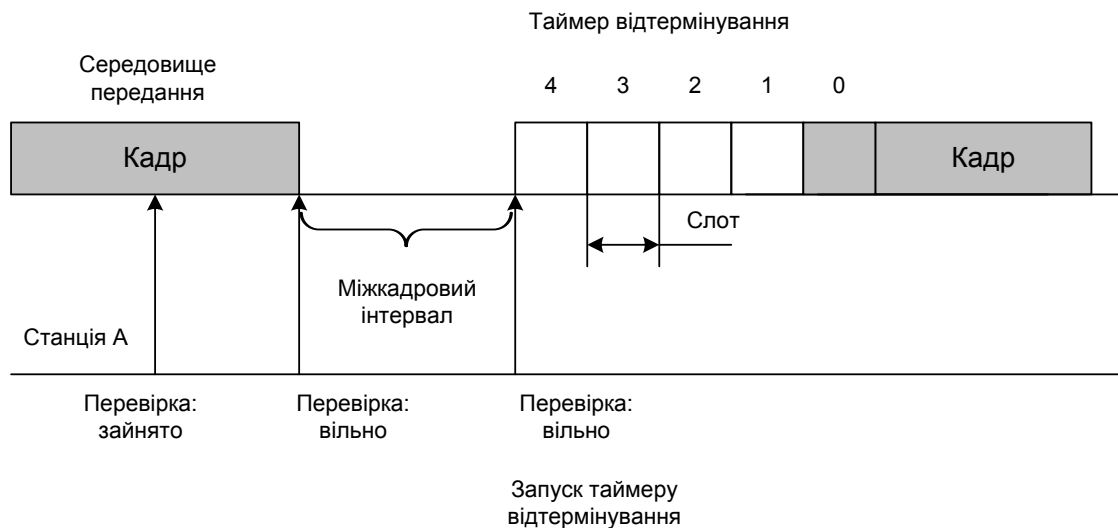 Таймер відтермінування
Середовище
передання
4 3 2 1 0
Кадр
Кадр
Слот
Міжкадровий
інтервал
Станція А
Перевірка:
зайнято
Перевірка:
вільно
Перевірка:
вільно
Запуск таймеру
відтермінування